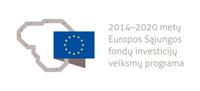 2014–2020 metų
Europos Sąjungos
fondų investicijų
veiksmų programa